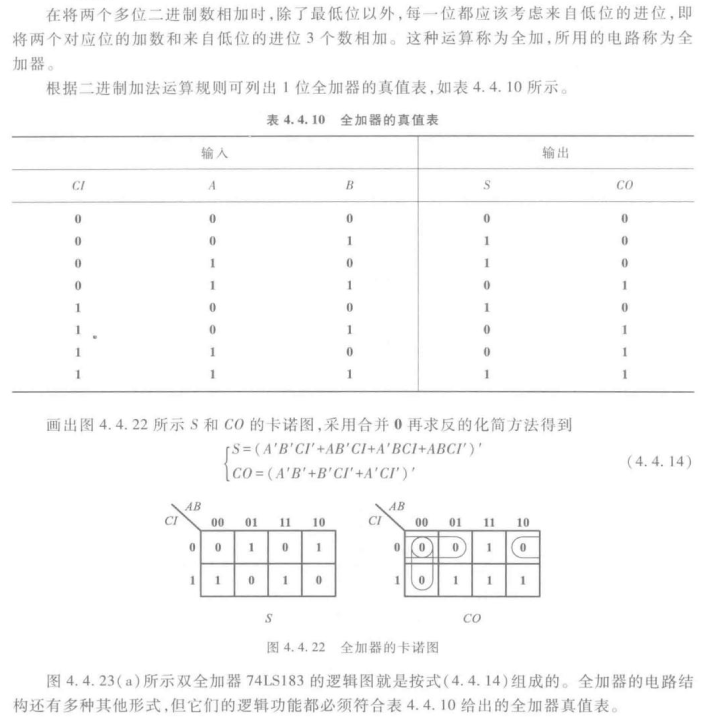 在将两个多位二进制数相加时,除了最低位以外,每一位都应该考虑来自低位的进位,即
将两个对应位的加数和来自低位的进位 3 个数相加。这种运算称为全加,所用的电路称为全
加器。
根据二进制加法运算规则可列出 1 位全加器的真值表,如表 4.4.10 所示。
表 4.4.10 全加器的真值表
输入 输出
CI A B S CO
0 0 0 0 0
0 0 1 1 0
0 1 0 1 0
0 1 1 0 1
1 0 0 1 0
1 0 1 0 1
1 1 0 0 1
1 1 1 1 1
画出图 4.4.22 所示 S 和 CO 的卡诺图,采用合并 0 再求反的化简方法得到
S=(A'B'CI'+AB'CI+A'BCI+ABCI')'
CO=(A'B'+B'CI'+A'CI')'
(4.4.14)
AB
CI 00 01 11 10
0 0 1 0 1
1 1 0 1 0
S
AB
CI 00 01 11 10
0 0 0 1 0
1 0 1 1 1
CO
图 4.4.22 全加器的卡诺图
图 4.4.23(a)所示双全加器 74LS183 的逻辑图就是按式(4.4.14)组成的。全加器的电路结
构还有多种其他形式,但它们的逻辑功能都必须符合表 4.4.10 给出的全加器真值表。